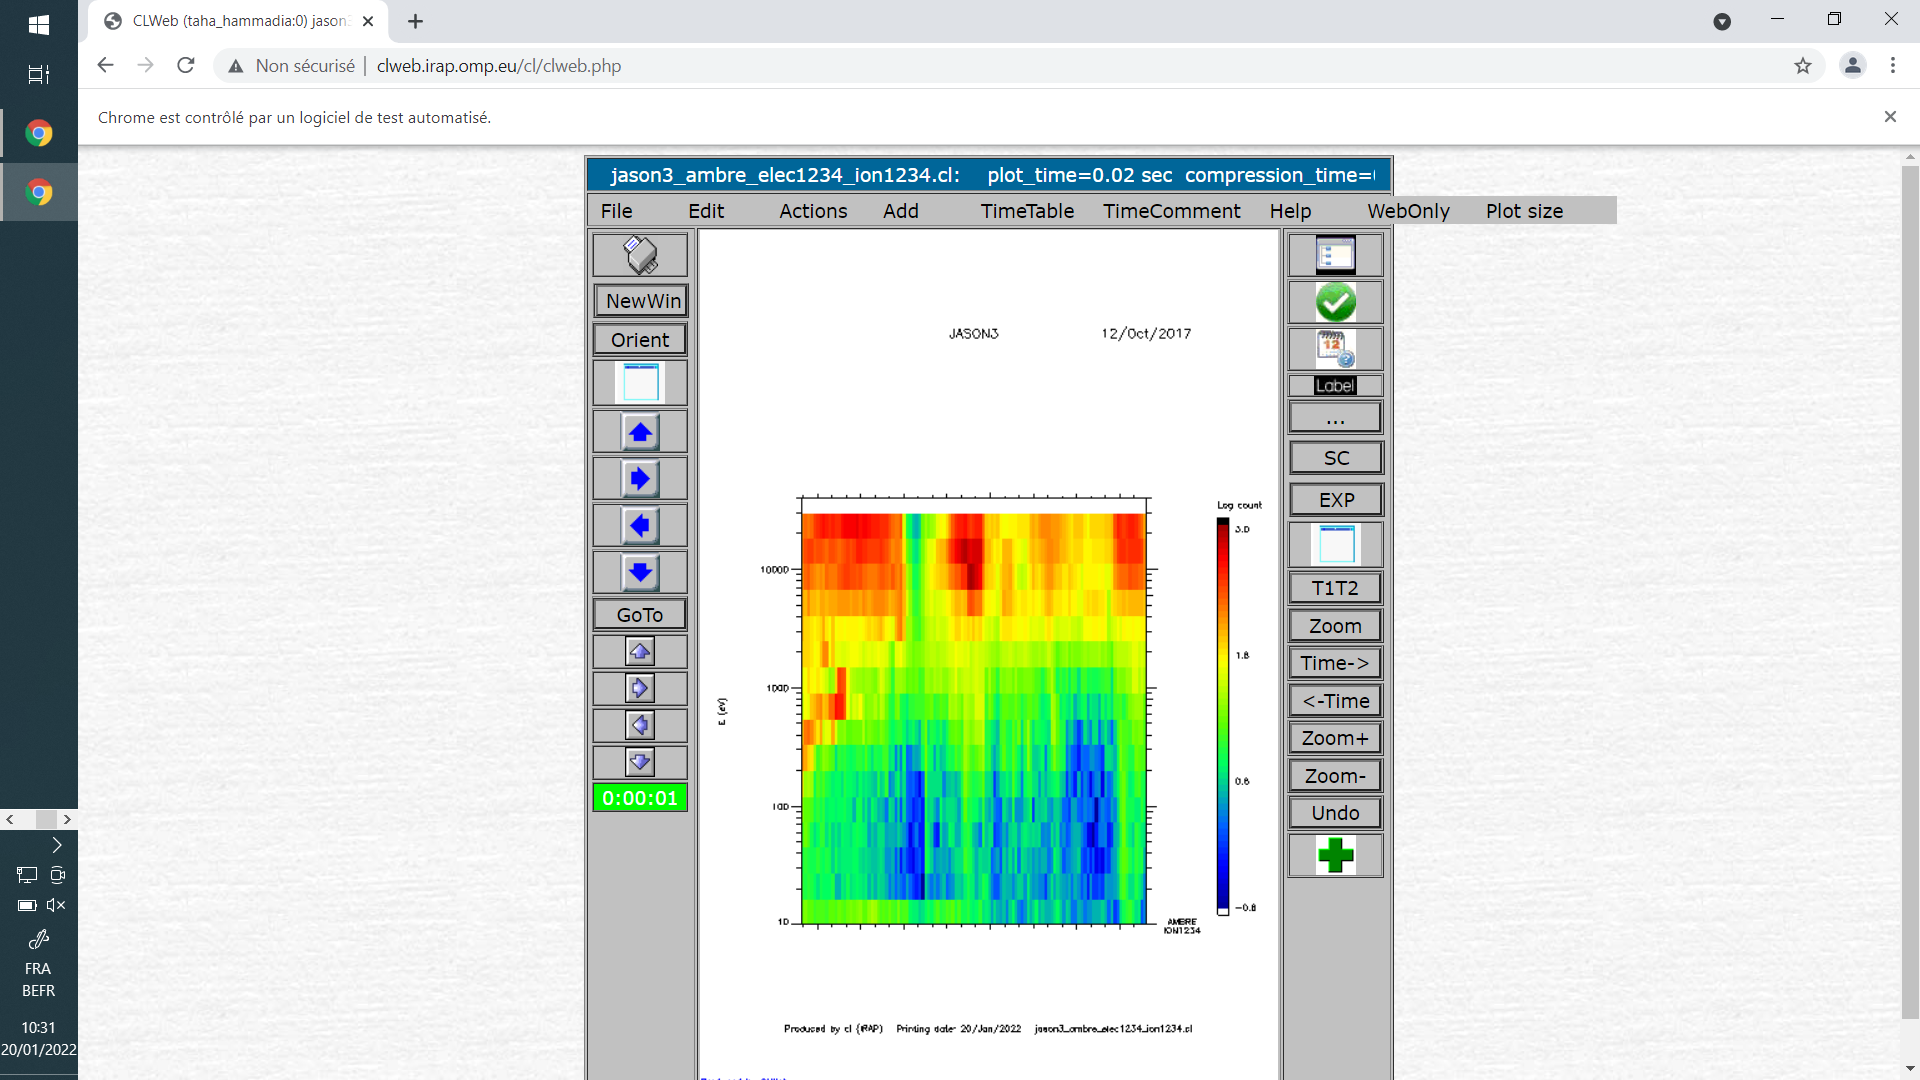 CLWeb (taha_hammadia:0) jason3
Non sécurisé | clweb.irap.omp.eu/cl/clweb.php
Chrome est contrôlé par un logiciel de test automatisé.
jason3_ambre_elec1234_ion1234.cl: plot_time=0.02 sec compression_time=
File Edit Actions Add TimeTable TimeComment Help WebOnly Plot size
NewWin
Orient
GoTo
0:00:01
JASON3 12/Oct/2017
Log count
3.0
1.8
0.6
-0.8
10000
1000
100
10
E (eV)
AMBRE
ION1234
Produced by cl (IRAP) Printing date: 20/Jan/2022 jason3_ambre_elec1234_ion1234.cl
12
Label
...
SC
EXP
T1T2
Zoom
Time->
<-Time
Zoom+
Zoom-
Undo
FRA
BEFR
10:31
20/01/2022